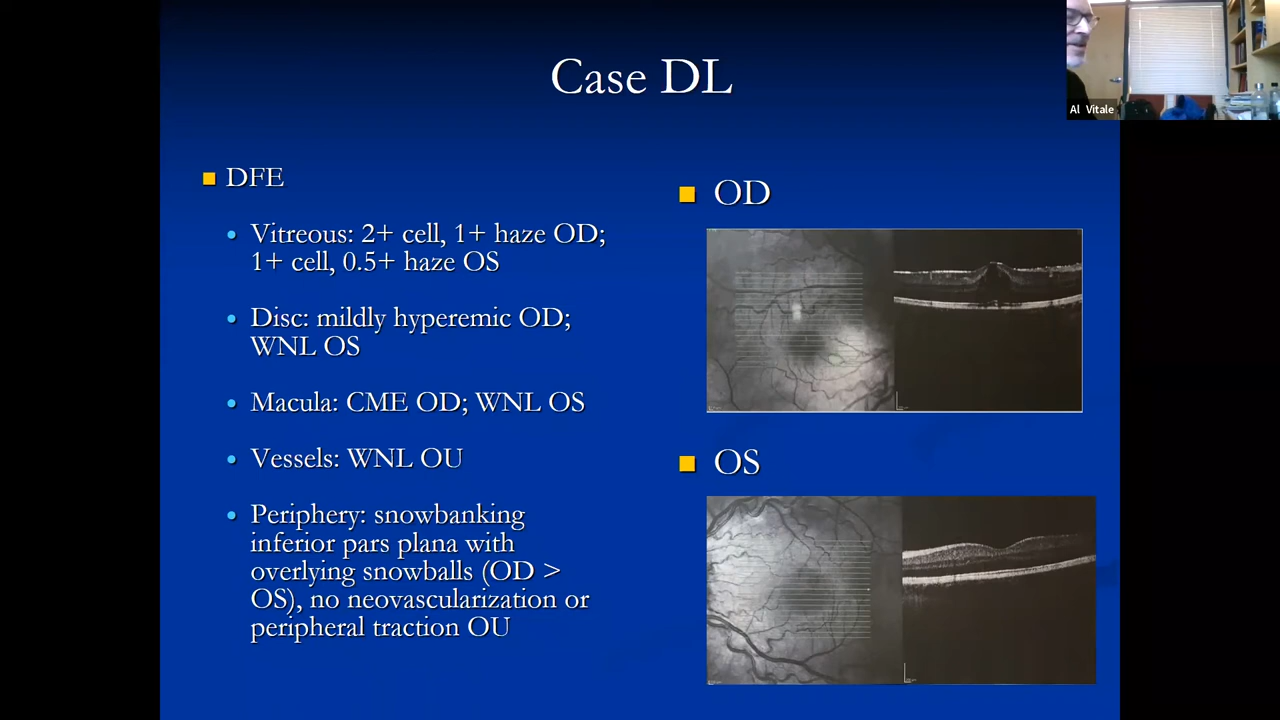 Case DL
Al Vitale
DFE
Vitreous: 2+ cell, 1+ haze OD;
1+ cell, 0.5+ haze OS
Disc: mildly hyperemic OD;
WNL OS
Macula: CME OD; WNL OS
Vessels: WNL OU
Periphery: snowbanking
inferior pars plana with
overlying snowballs (OD >
OS), no neovascularization or
peripheral traction OU
OD
OS